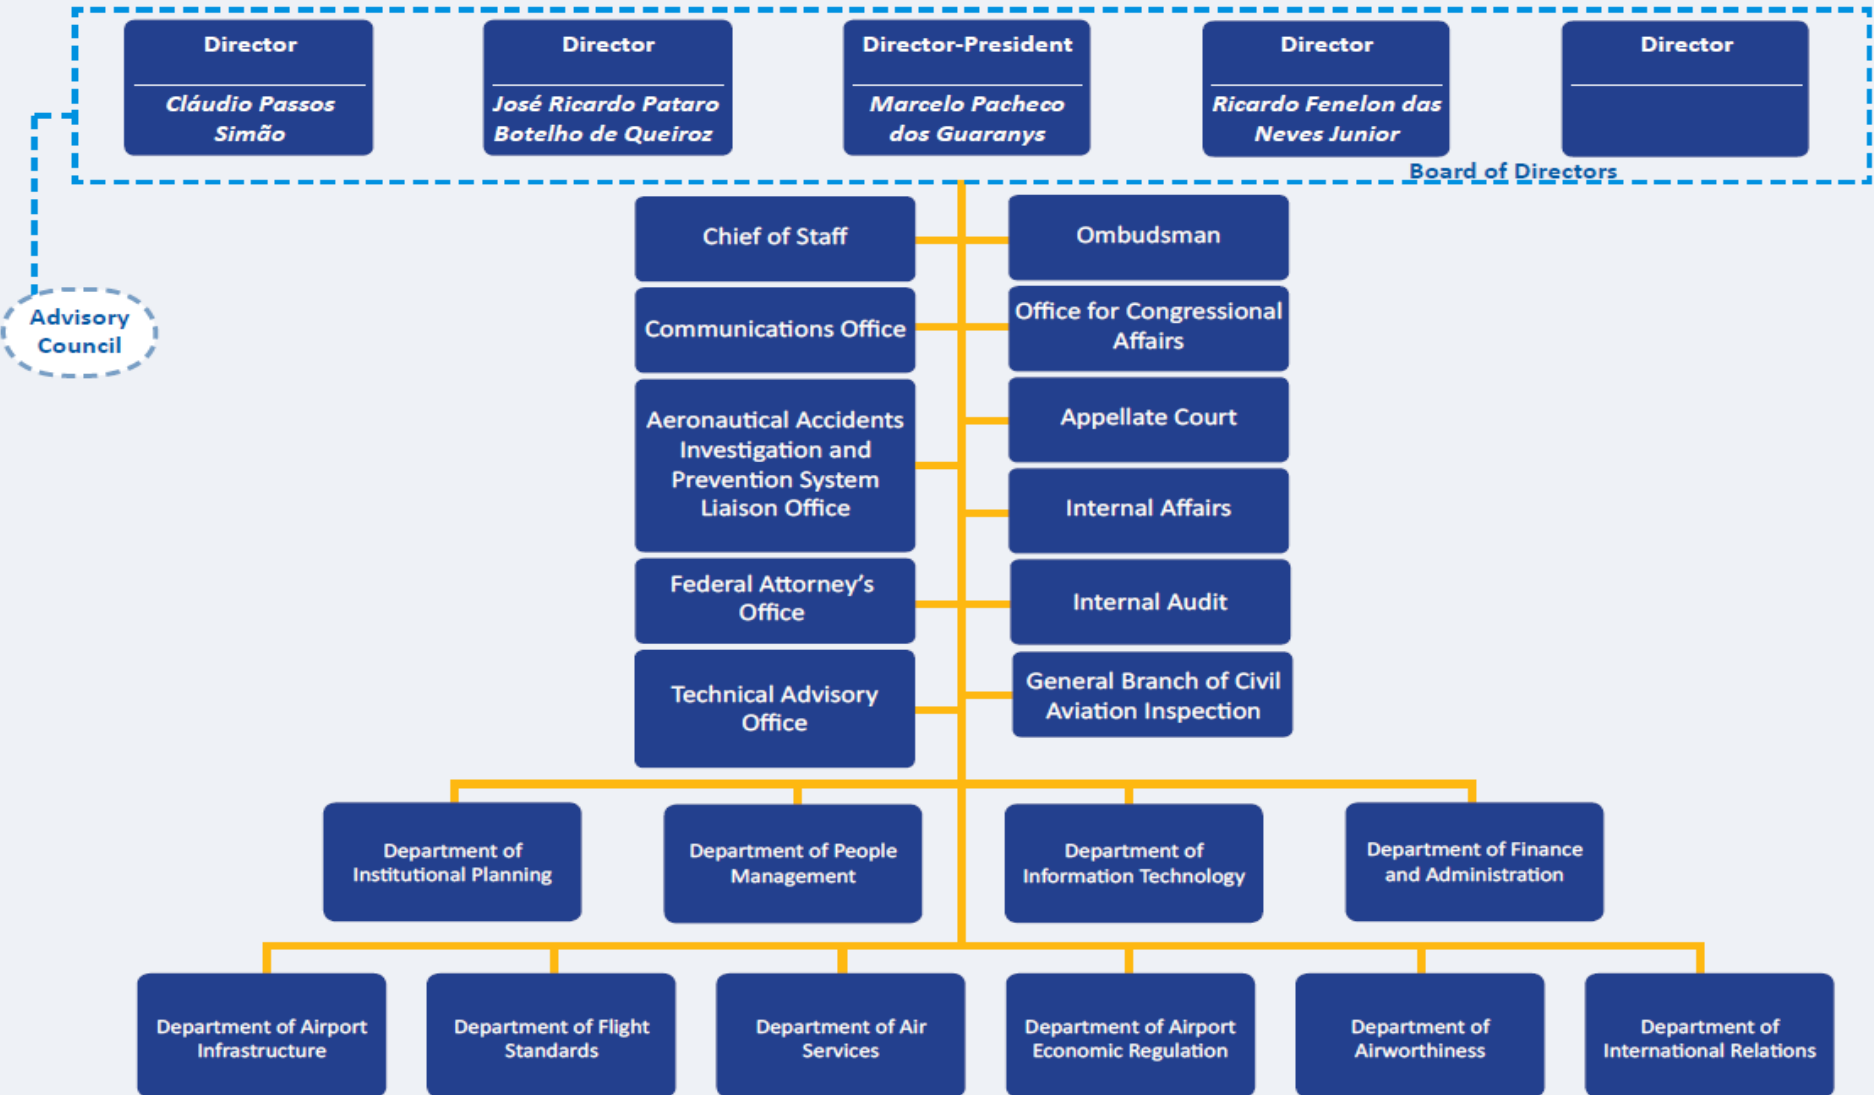 Director
Cláudio Passos
Simão
Director
José Ricardo Pataro
Botelho de Queiroz
Director-President
Marcelo Pacheco
dos Guaranys
Director
Ricardo Fenelon das
Neves Junior
Director
Board of Directors
Advisory
Council
Chief of Staff
Ombudsman
Communications Office
Office for Congressional
Affairs
Aeronautical Accidents
Investigation and
Prevention System
Liaison Office
Appellate Court
Internal Affairs
Federal Attorney’s
Office
Internal Audit
Technical Advisory
Office
General Branch of Civil
Aviation Inspection
Department of
Institutional Planning
Department of People
Management
Department of
Information Technology
Department of Finance
and Administration
Department of Airport
Infrastructure
Department of Flight
Standards
Department of Air
Services
Department of Airport
Economic Regulation
Department of
Airworthiness
Department of
International Relations